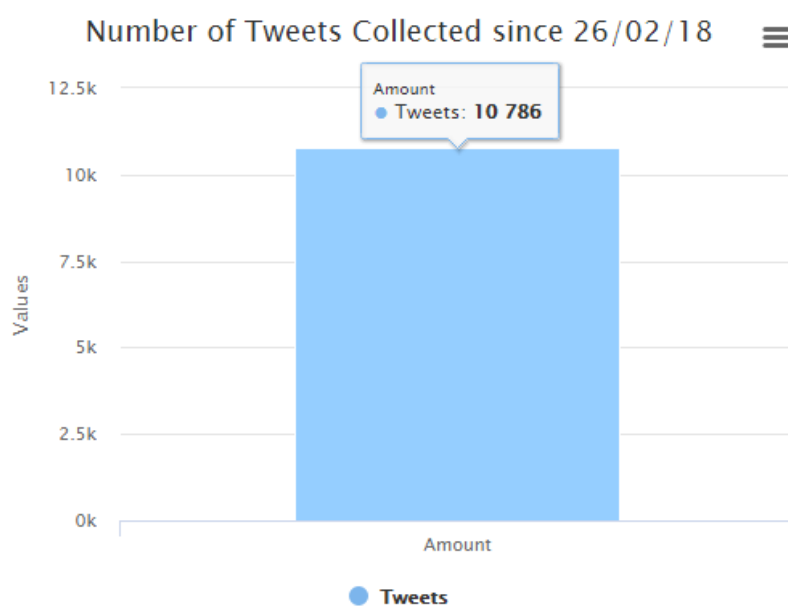 Number of Tweets Collected since 26/02/18
12.5k
Amount
Tweets: 10 786
10k
7.5k
Values
5k
2.5k
0k
Amount
Tweets